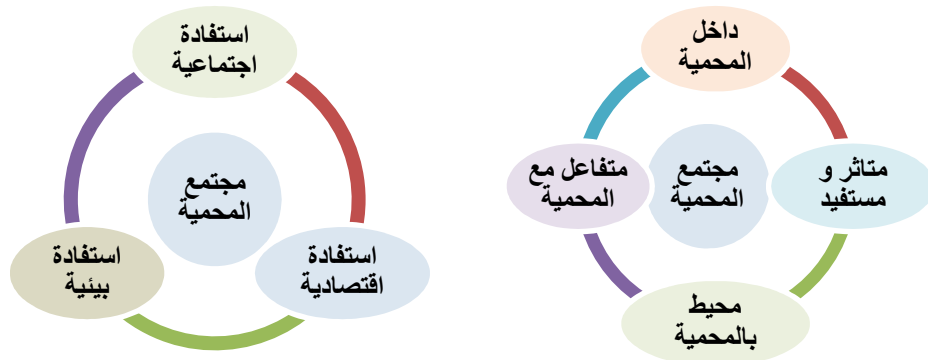 داخل
المحمية
متاثر و
مستفيد
مجتمع
المحمية
متفاعل مع
المحمية
محيط
بالمحمية
استفادة
اجتماعية
مجتمع
المحمية
استفادة
اقتصادية
استفادة
بيئية